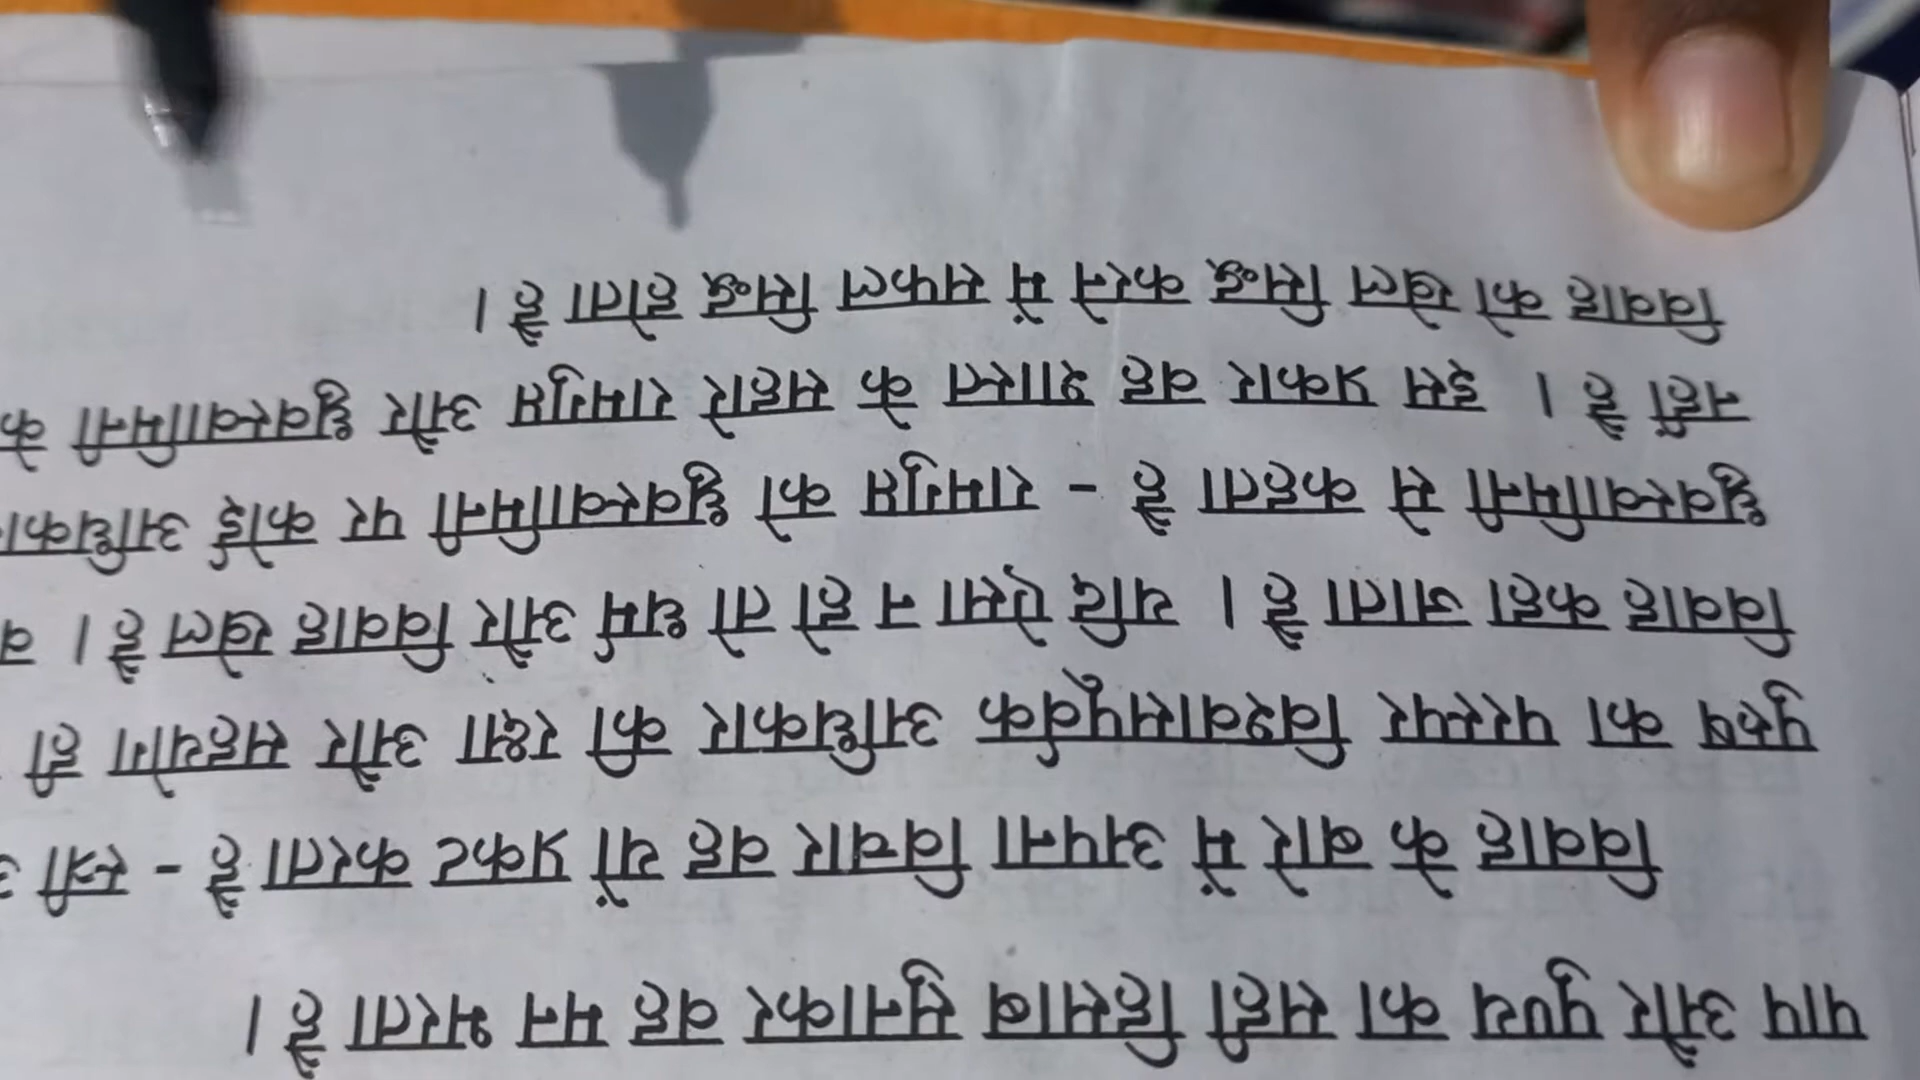 पाप और पुण्य का सही हिसाब सुनाकर वह मन भरता है ।
विवाह के बारे में अपना विचार वह यों प्रकट करता है - स्त्री
पुरुष का परस्पर विश्वासपूर्वक अधिकार की रक्षा और सहयोग ही
विवाह कहा जाता है । यदि ऐसा न हो तो धर्म और विवाह खेल है ।
ध्रुवस्वामिनी से कहता है - रामगुप्त को ध्रुवस्वामिनी पर कोई
नहीं है । इस प्रकार वह शास्त्र के सहारे रामगुप्त और ध्रुवस्वामिनी के
विवाह को खेल सिद्ध करने में सफल सिद्ध होता है ।